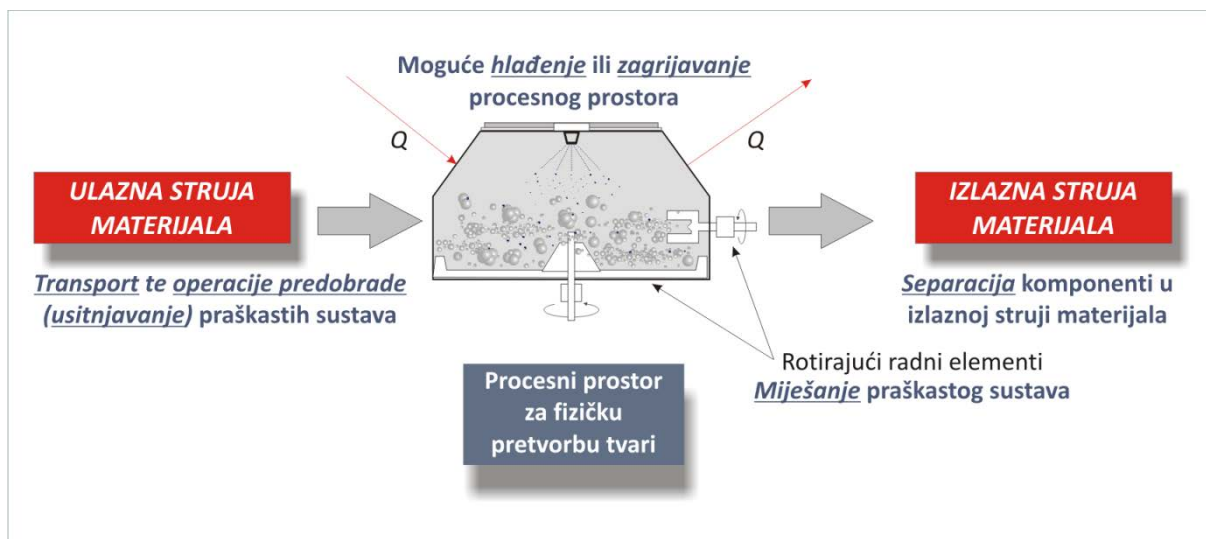 Moguće hlađenje ili zagrijavanje
procesnog prostora
Q
Q
ULAZNA STRUJA
MATERIJALA
IZLAZNA STRUJA
MATERIJALA
Transport te operacije predobrade
(usitnjavanje) praškastih sustava
Separacija komponenti u
izlaznoj struji materijala
Rotirajući radni elementi
Miješanje praškastog sustava
Procesni prostor
za fizičku
pretvorbu tvari